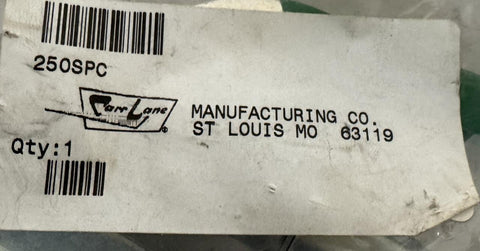 250SPC
Carr Lane ®
MANUFACTURING CO.
ST LOUIS MO 63119
Qty:1